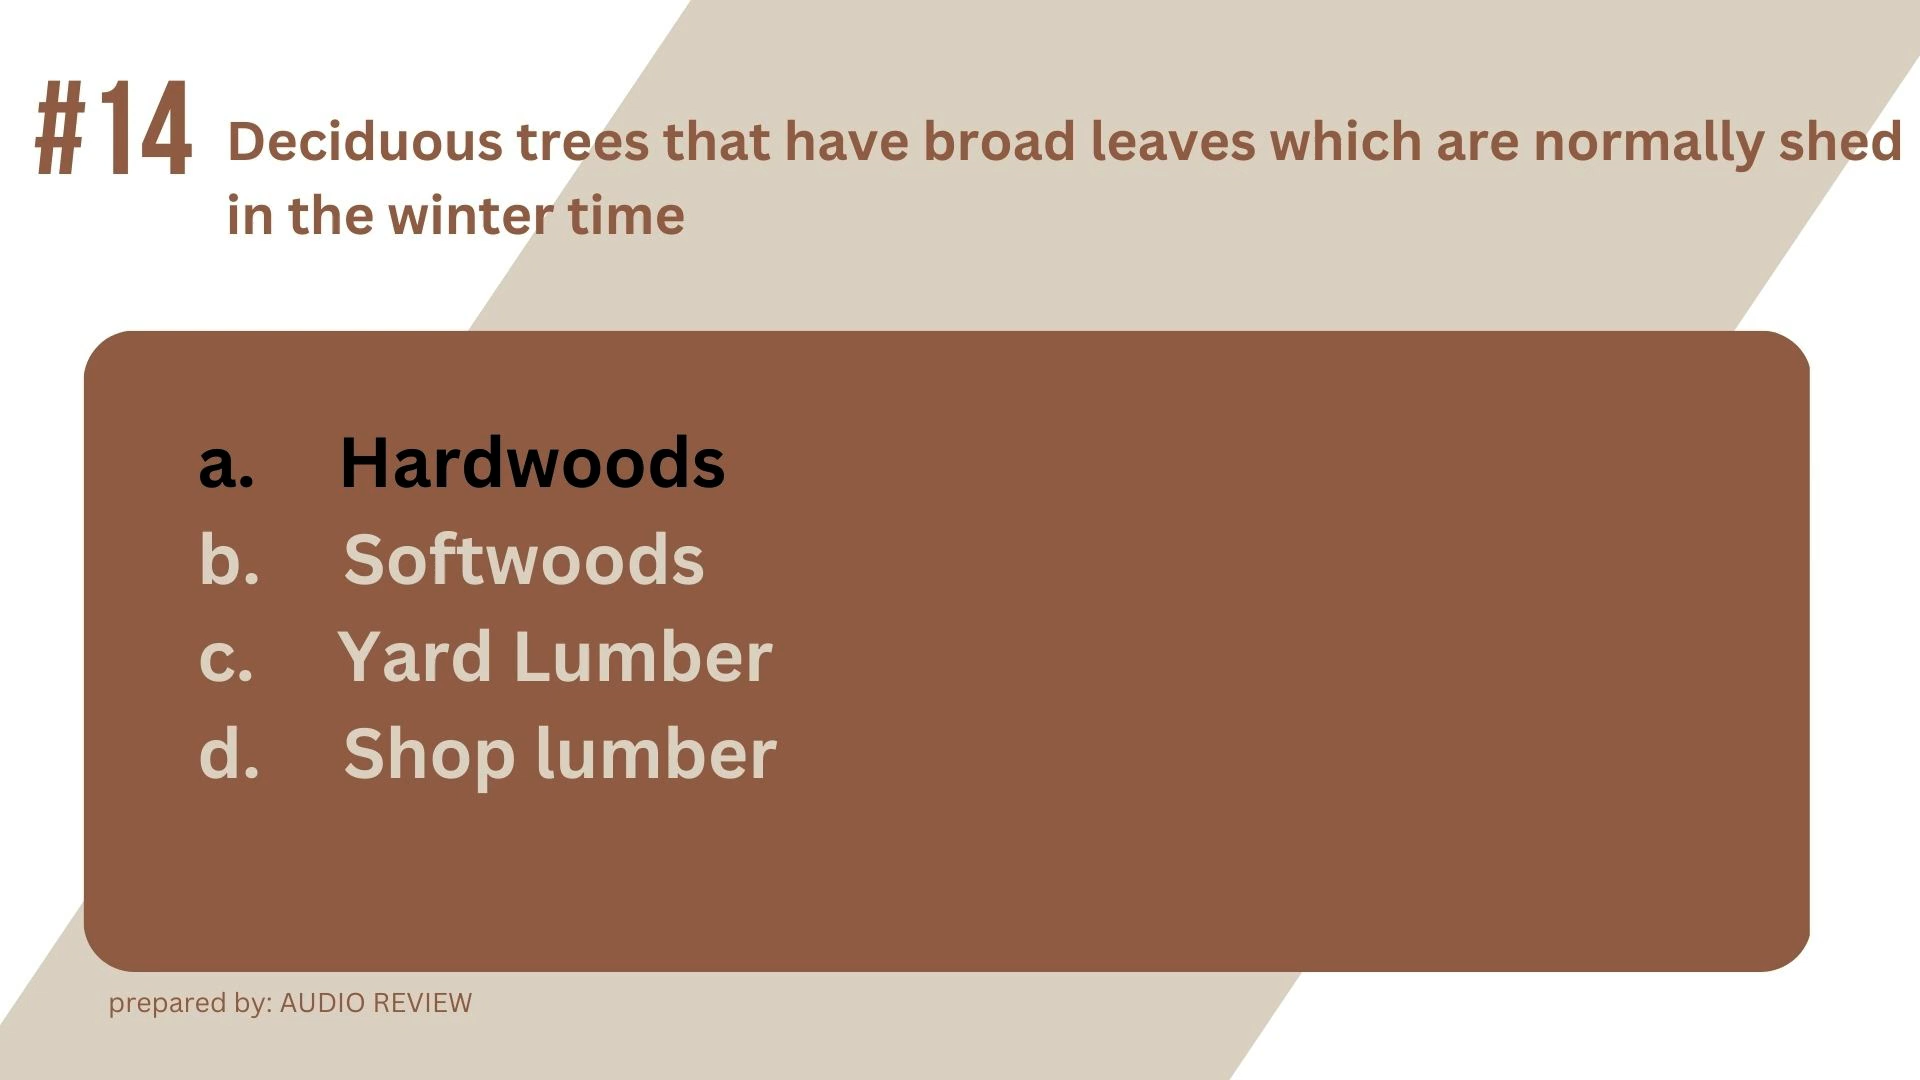 #14
Deciduous trees that have broad leaves which are normally shed
in the winter time
a. Hardwoods
b. Softwoods
c. Yard Lumber
d. Shop lumber
prepared by: AUDIO REVIEW